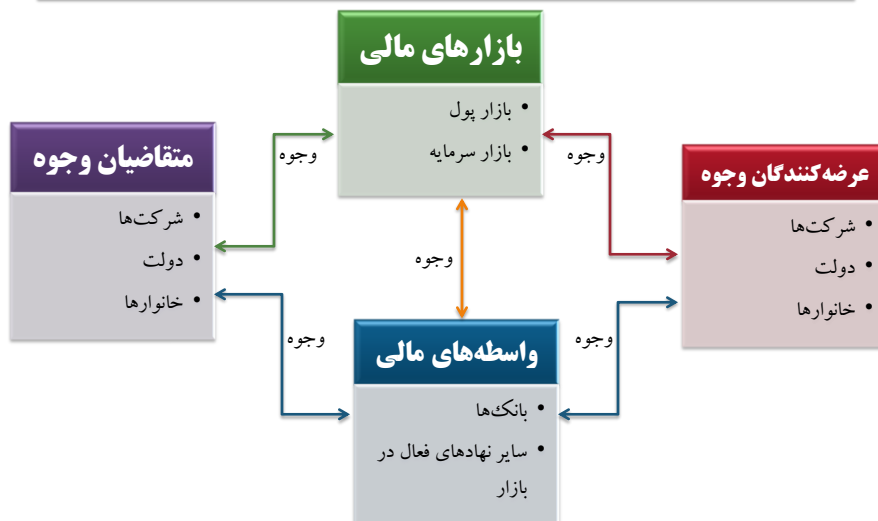 بازارهای مالی
• بازار پول
• بازار سرمایه
عرضه‌کنندگان وجوه
• شرکت‌ها
• دولت
• خانوارها
متقاضیان وجوه
• شرکت‌ها
• دولت
• خانوارها
واسطه‌های مالی
• بانک‌ها
• سایر نهادهای فعال در
بازار
وجوه
وجوه
وجوه
وجوه
وجوه